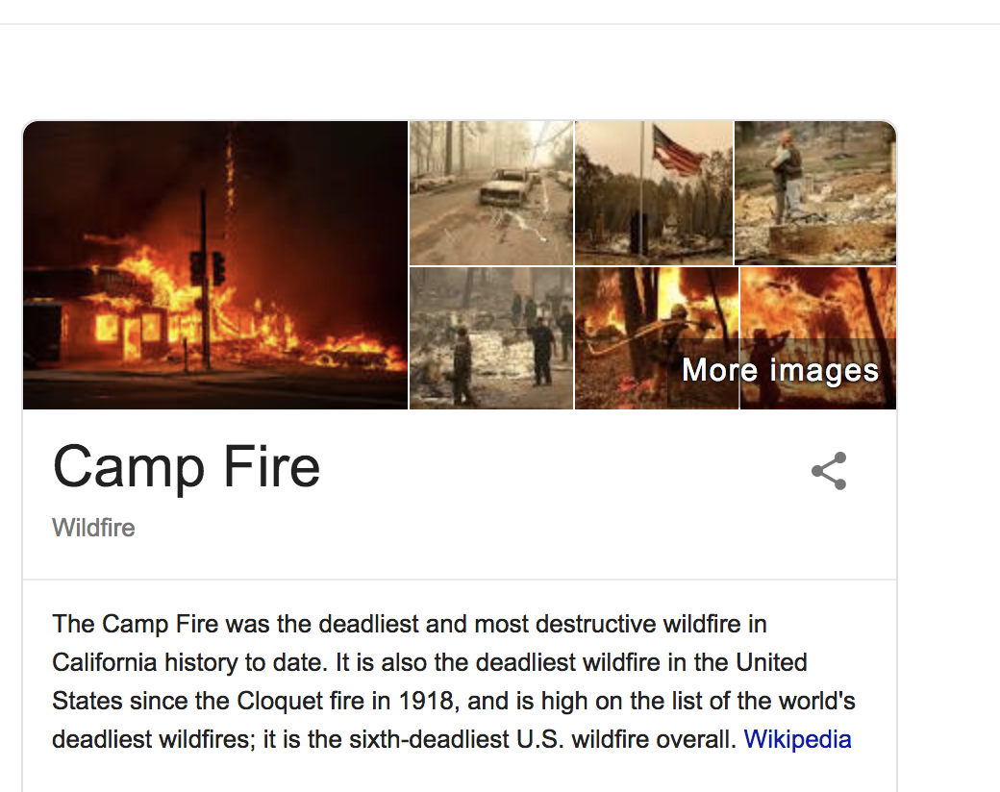 More images
Camp Fire
Wildfire
The Camp Fire was the deadliest and most destructive wildfire in
California history to date. It is also the deadliest wildfire in the United
States since the Cloquet fire in 1918, and is high on the list of the world's
deadliest wildfires; it is the sixth-deadliest U.S. wildfire overall. Wikipedia